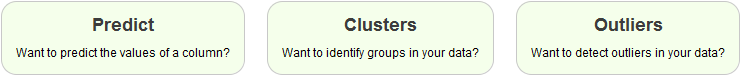 Predict
Want to predict the values of a column?
Clusters
Want to identify groups in your data?
Outliers
Want to detect outliers in your data?